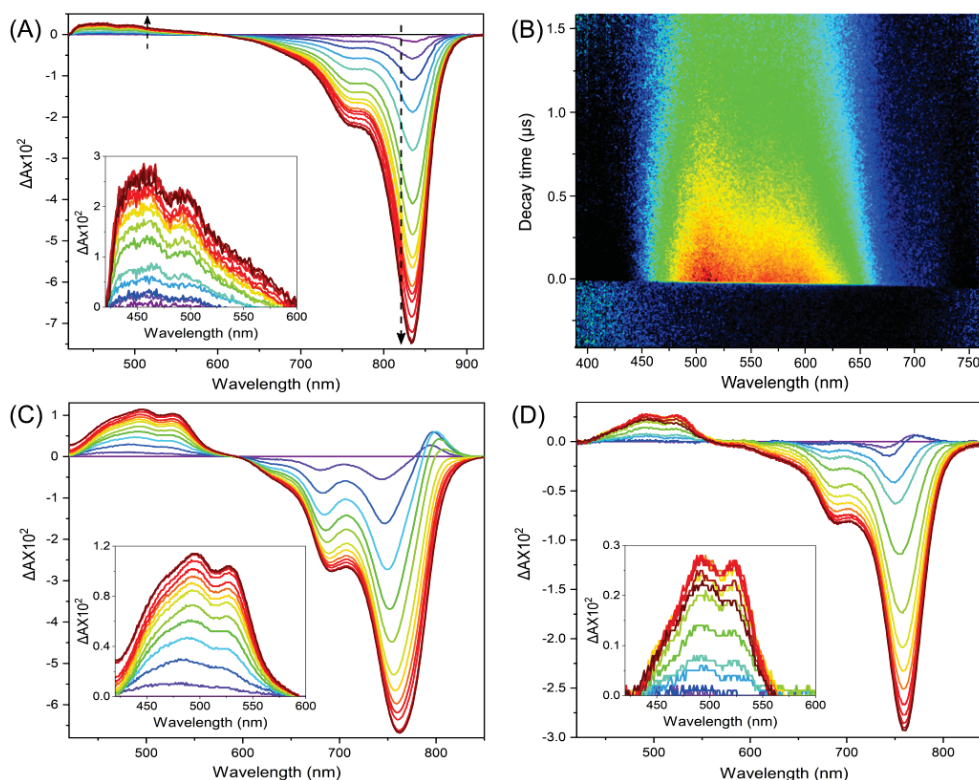 (A)
ΔAx10²
0
-1
-2
-3
-4
-5
-6
-7
500 600 700 800 900
Wavelength (nm)
ΔAx10²
3
2
1
0
450 500 550 600
Wavelength (nm)
(B)
Decay time (μs)
1.5
1.0
0.5
0.0
390 400 450 500 550 600 650 700 750
Wavelength (nm)
(C)
ΔAX10²
1
0
-1
-2
-3
-4
-5
-6
500 600 700 800
Wavelength (nm)
ΔAX10²
1.2
0.8
0.4
0.0
450 500 550 600
Wavelength (nm)
(D)
ΔAX10²
0.5
0.0
-0.5
-1.0
-1.5
-2.0
-2.5
-3.0
500 600 700 800
Wavelength (nm)
ΔAX10²
0.3
0.2
0.1
0.0
450 500 550 600
Wavelength (nm)